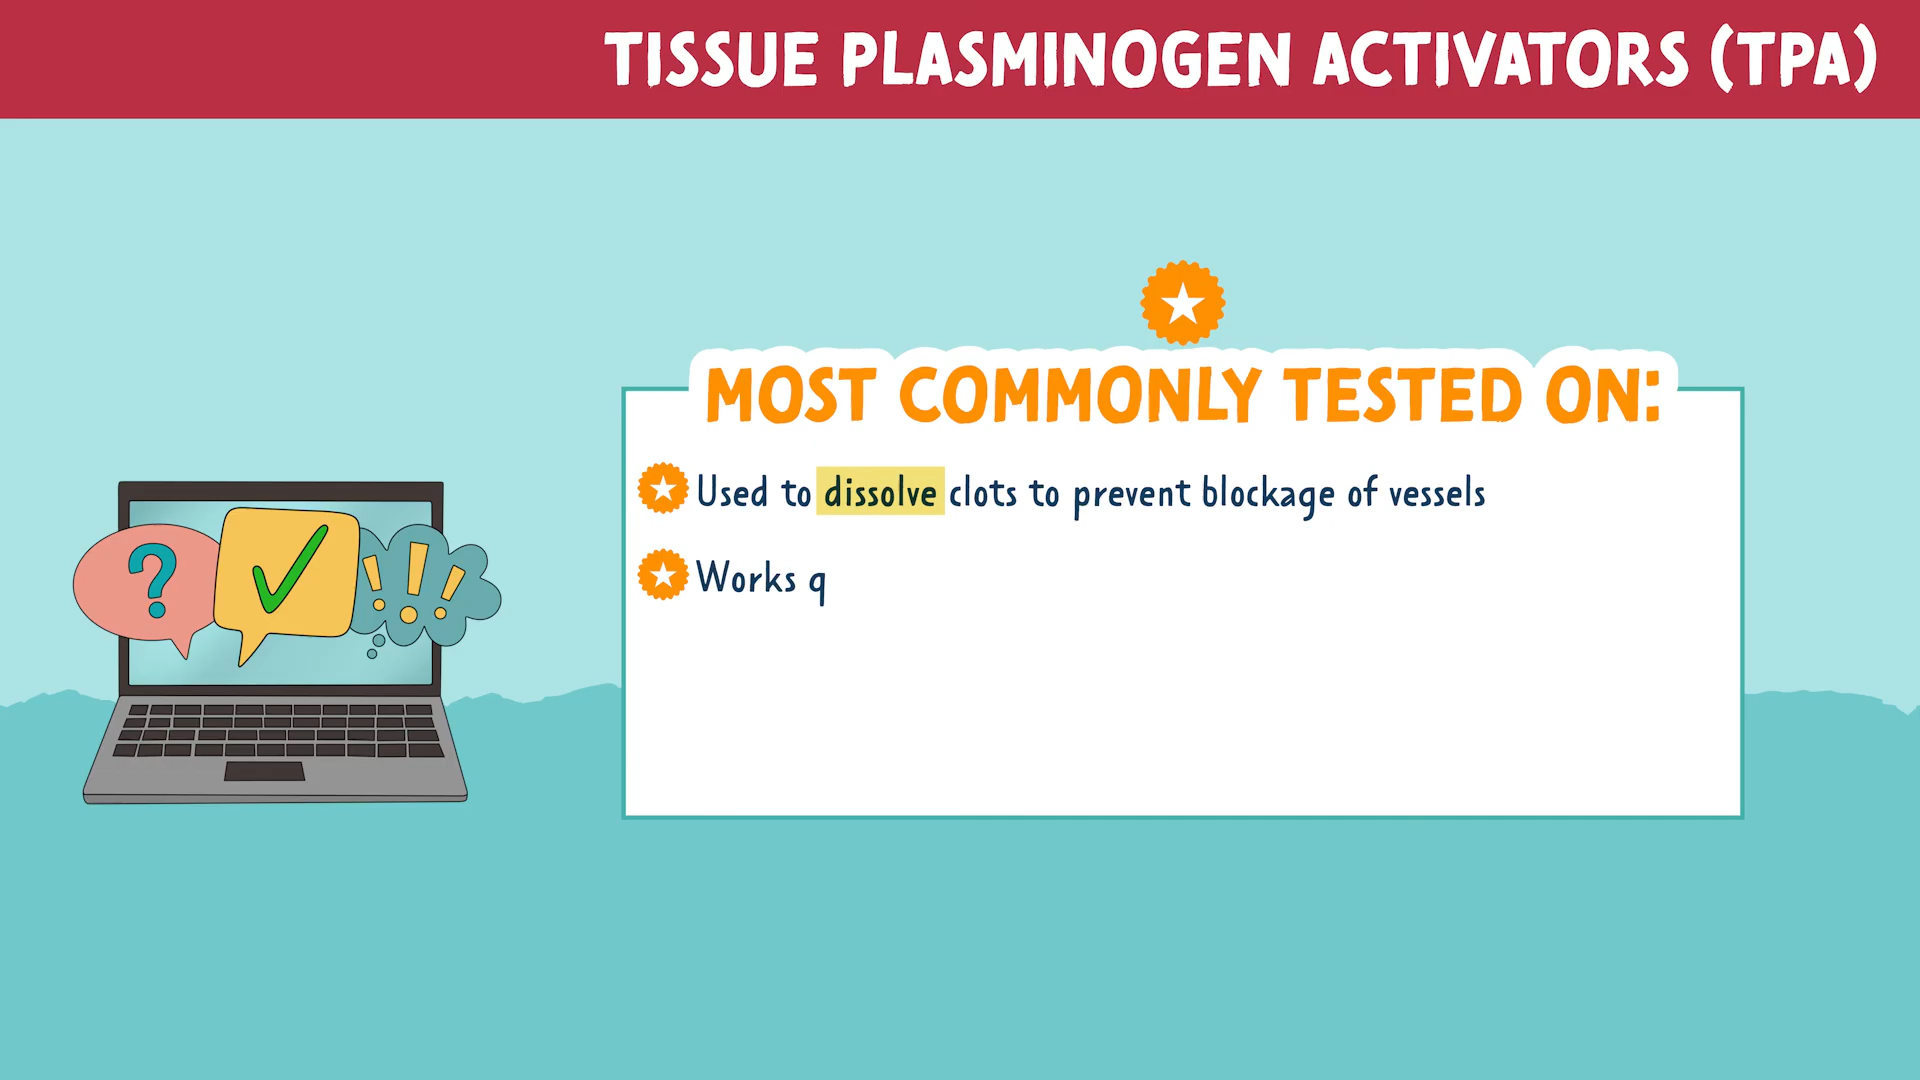 TISSUE PLASMINOGEN ACTIVATORS (TPA)
MOST COMMONLY TESTED ON:
Used to dissolve clots to prevent blockage of vessels
Works q